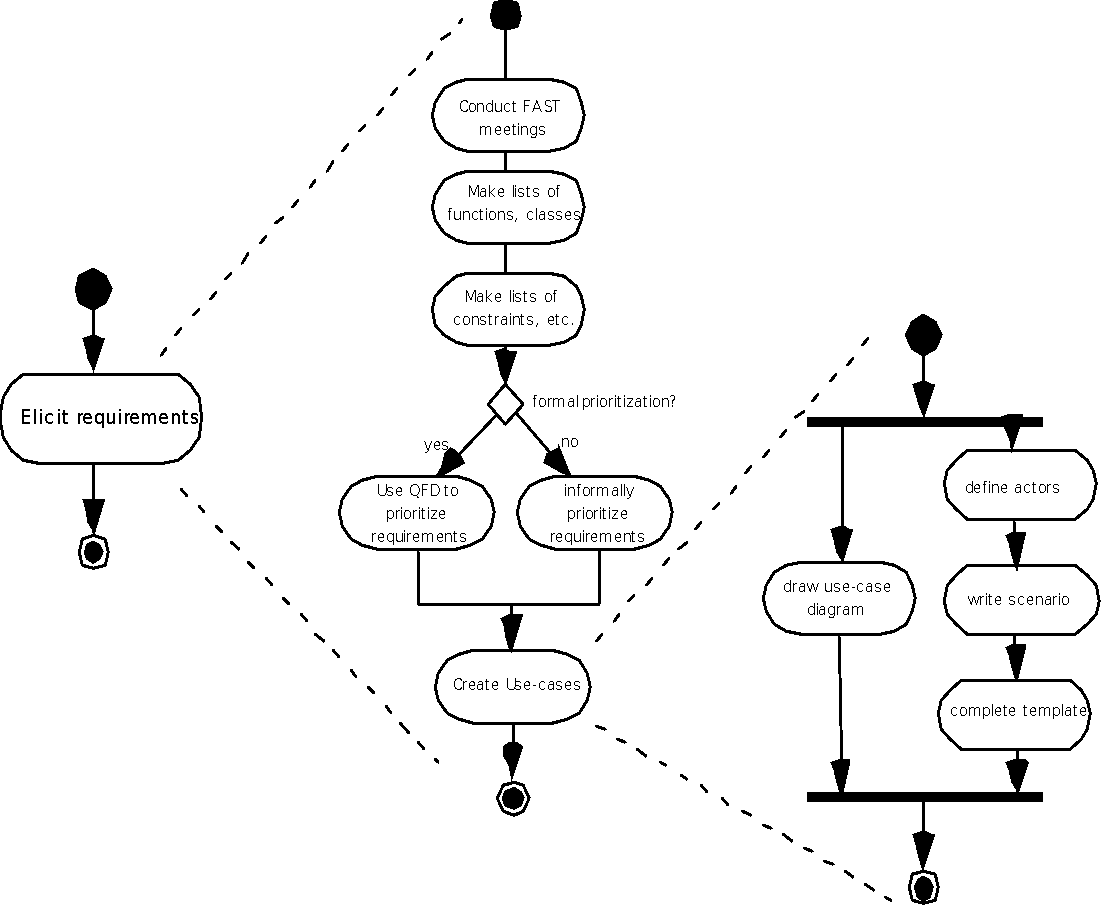 Elicit requirements
Conduct FAST
meetings
Make lists of
functions, classes
Make lists of
constraints, etc.
formal prioritization?
yes
no
Use QFD to
prioritize
requirements
informally
prioritize
requirements
Create Use-cases
draw use-case
diagram
define actors
write scenario
complete template